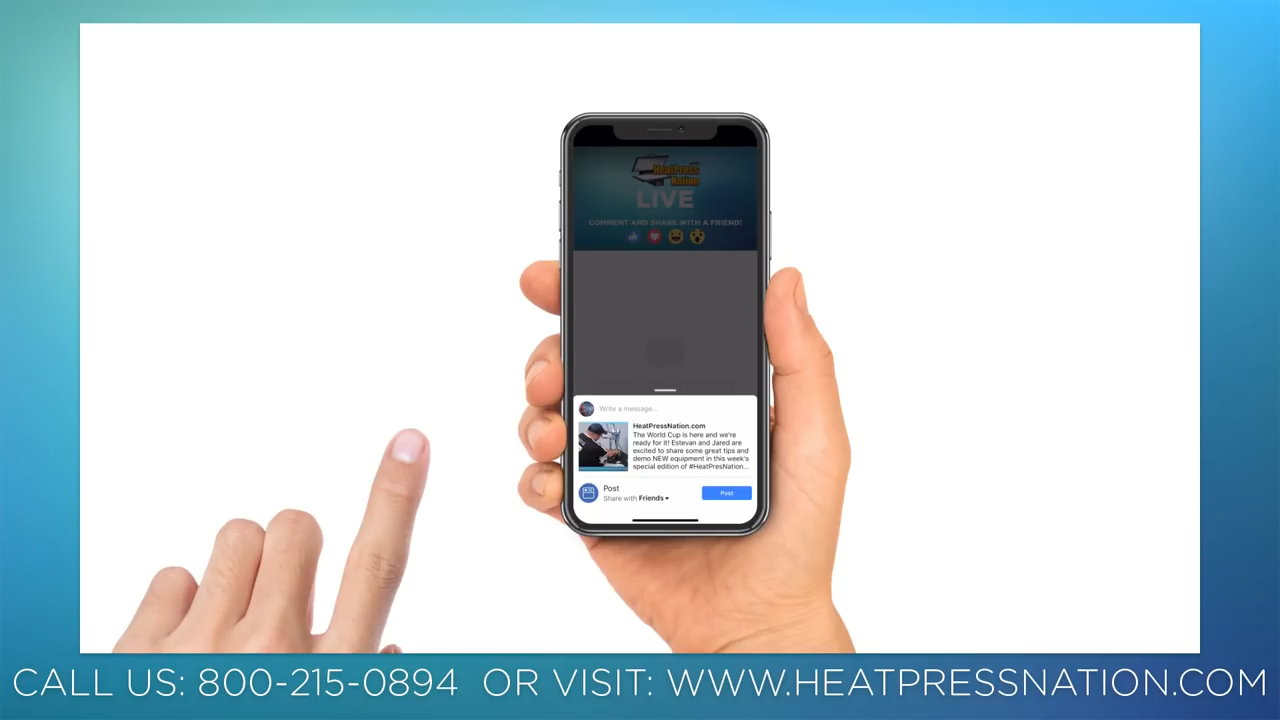 HeatPress
Nation
LIVE
COMMENT AND SHARE WITH A FRIEND!
Write a message...
HeatPressNation.com
The World Cup is here and we're
ready for it! Estevan and Jared are
excited to share some great tips and
demo NEW equipment in this week's
special edition of #HeatPresNation...
Post
Share with Friends
Post
CALL US: 800-215-0894 OR VISIT: WWW.HEATPRESSNATION.COM